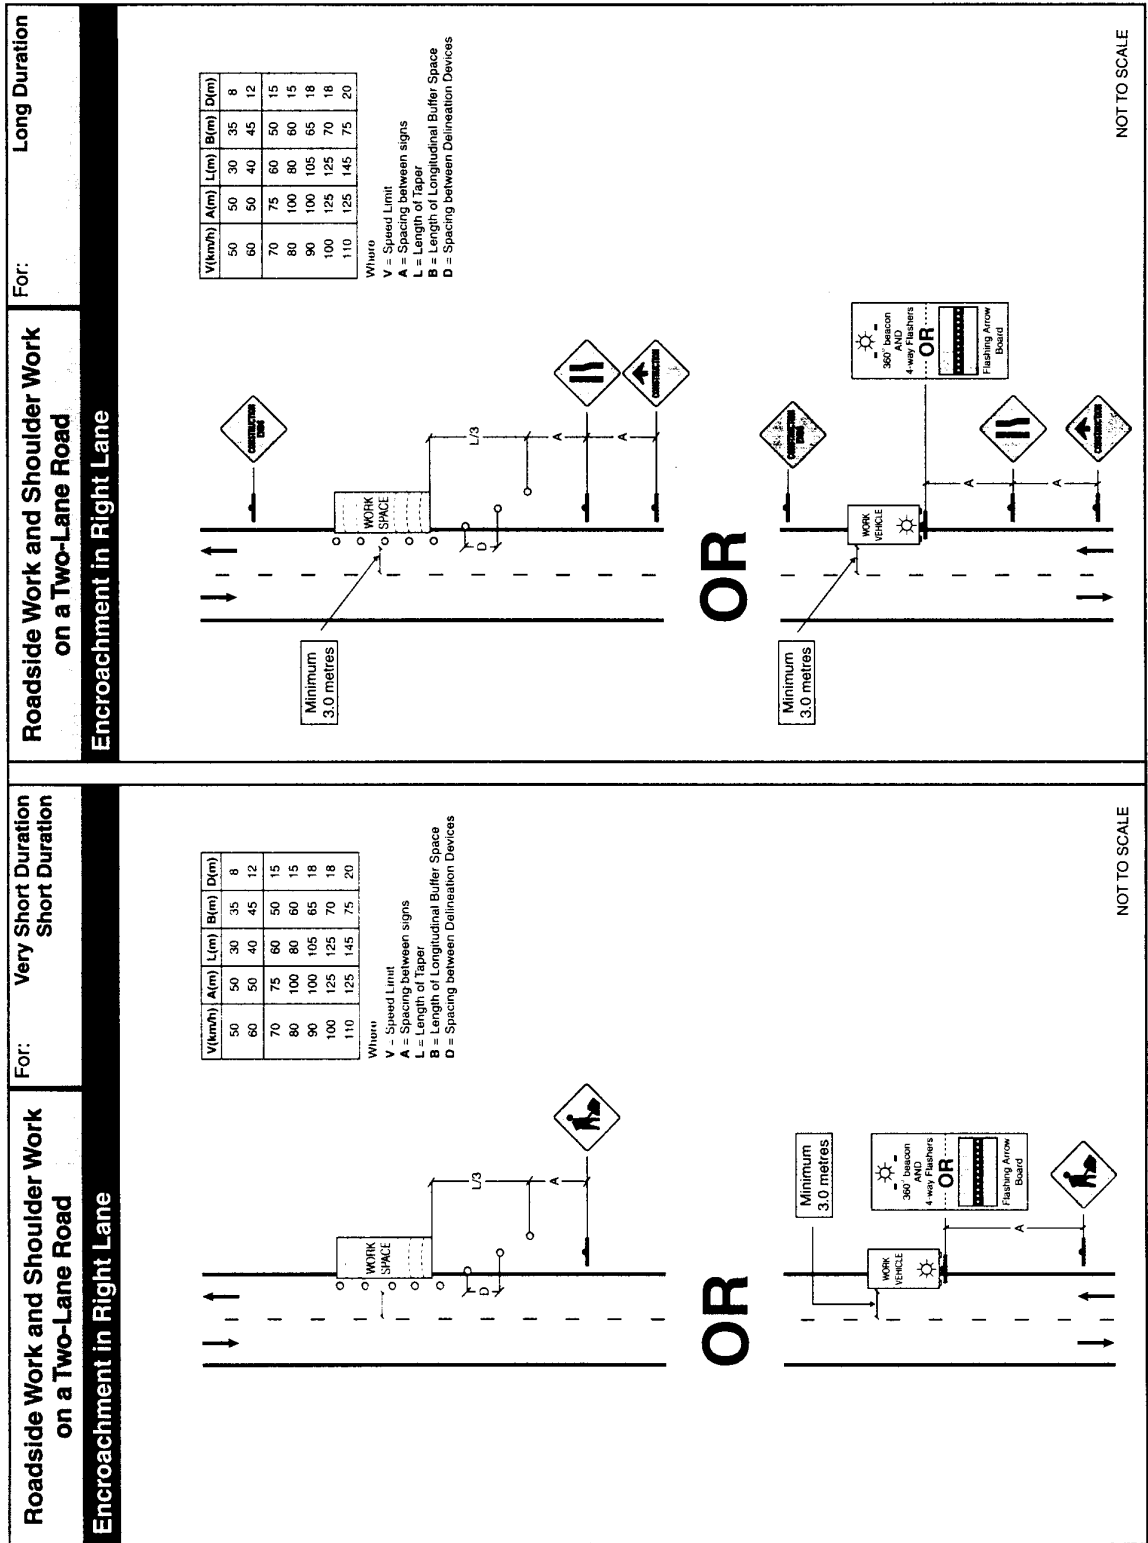 Roadside Work and Shoulder Work
on a Two-Lane Road
For:
Very Short Duration
Short Duration
Encroachment in Right Lane
V(km/h) A(m) L(m) B(m) D(m)
50 50 30 35 8
60 50 40 45 12
70 75 60 50 15
80 100 80 60 15
90 100 105 65 18
100 125 125 70 18
110 125 145 75 20
Where
V = Speed Limit
A = Spacing between signs
L = Length of Taper
B = Length of Longitudinal Buffer Space
D = Spacing between Delineation Devices
WORK
SPACE
D
L/3
A
OR
Minimum
3.0 metres
WORK
VEHICLE
360° beacon
AND
4-way Flashers
OR
Flashing Arrow
Board
A
NOT TO SCALE
Roadside Work and Shoulder Work
on a Two-Lane Road
For:
Long Duration
Encroachment in Right Lane
V(km/h) A(m) L(m) B(m) D(m)
50 50 30 35 8
60 50 40 45 12
70 75 60 50 15
80 100 80 60 15
90 100 105 65 18
100 125 125 70 18
110 125 145 75 20
Where
V = Speed Limit
A = Spacing between signs
L = Length of Taper
B = Length of Longitudinal Buffer Space
D = Spacing between Delineation Devices
CONSTRUCTION
ENDS
WORK
SPACE
Minimum
3.0 metres
D
L/3
A
A
CONSTRUCTION
OR
CONSTRUCTION
ENDS
Minimum
3.0 metres
WORK
VEHICLE
360° beacon
AND
4-way Flashers
OR
Flashing Arrow
Board
A
A
CONSTRUCTION
NOT TO SCALE